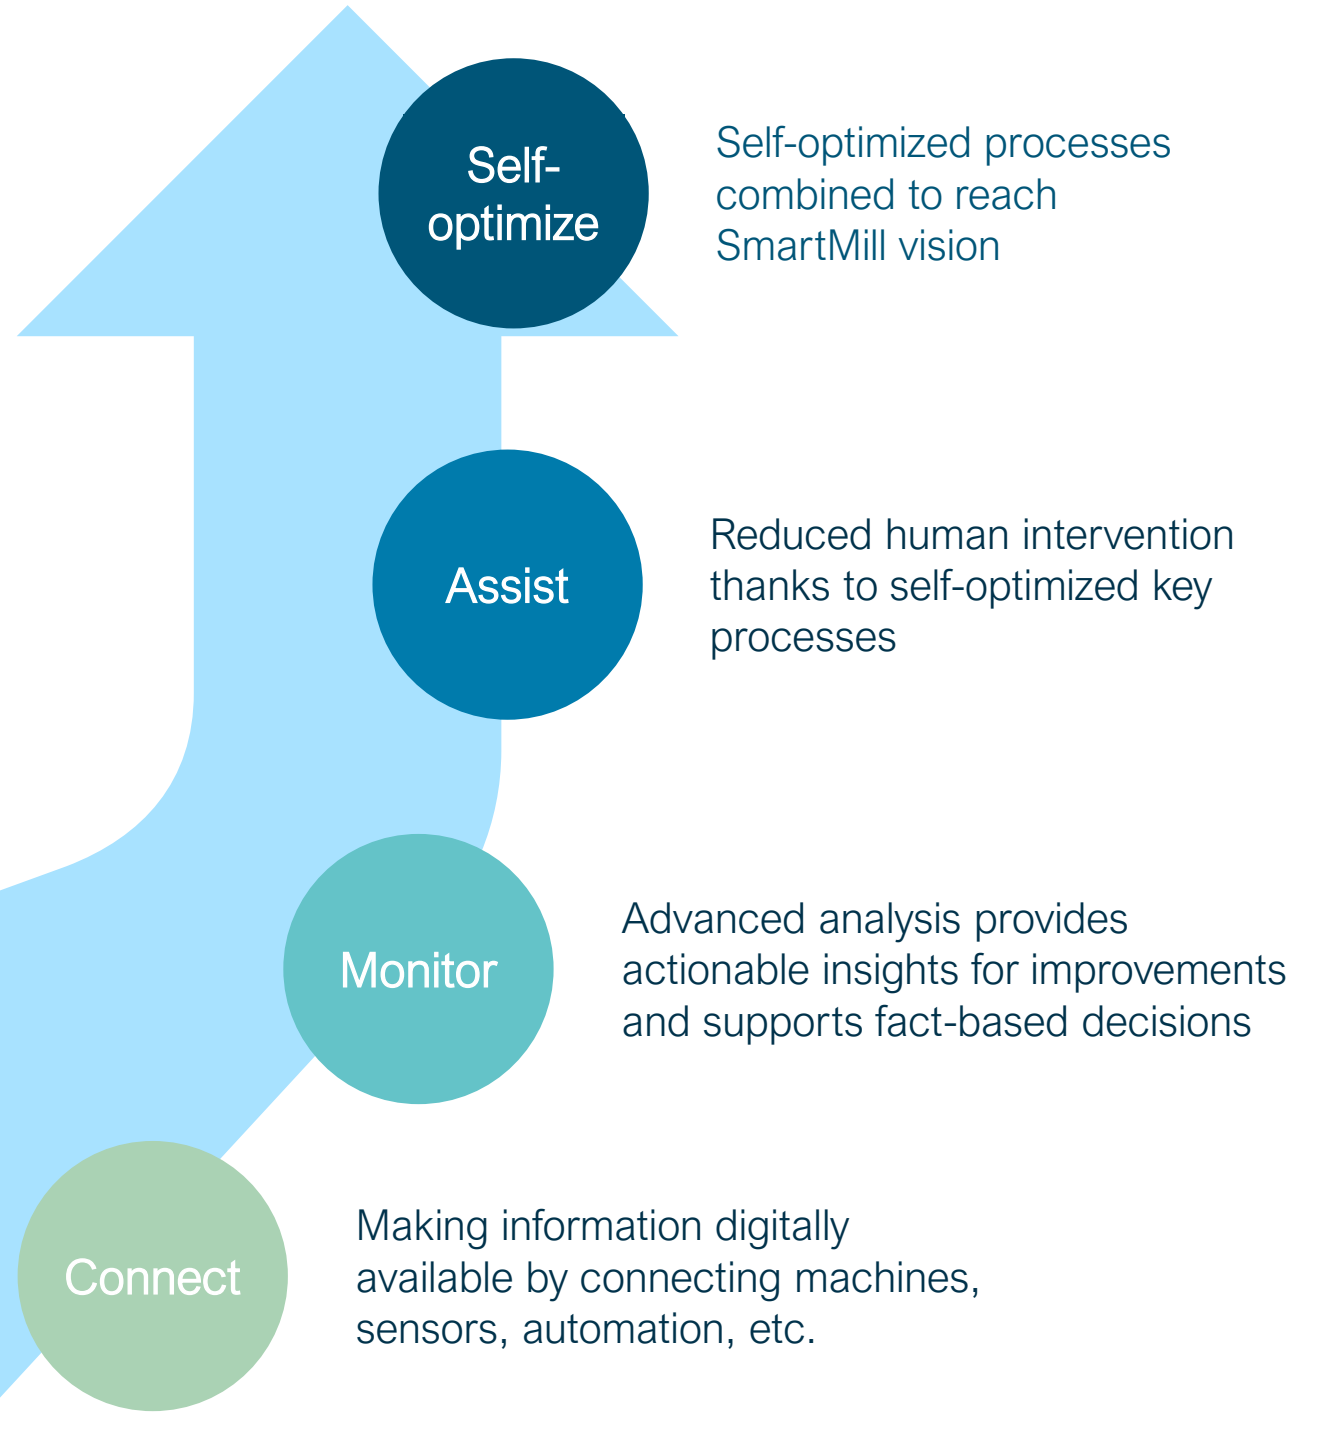 Self-
optimize
Self-optimized processes
combined to reach
SmartMill vision
Assist
Reduced human intervention
thanks to self-optimized key
processes
Monitor
Advanced analysis provides
actionable insights for improvements
and supports fact-based decisions
Connect
Making information digitally
available by connecting machines,
sensors, automation, etc.